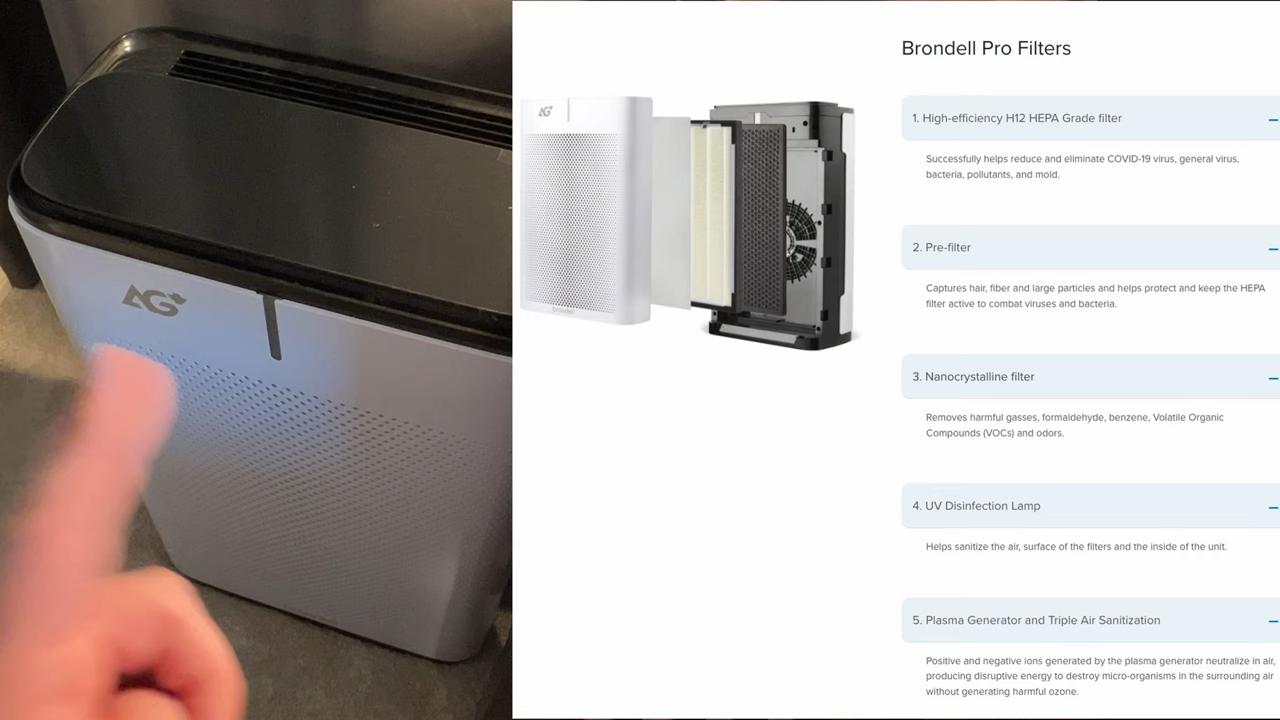 AG+
Brondell Pro Filters
AG+
brondell
1. High-efficiency H12 HEPA Grade filter
Successfully helps reduce and eliminate COVID-19 virus, general virus,
bacteria, pollutants, and mold.
2. Pre-filter
Captures hair, fiber and large particles and helps protect and keep the HEPA
filter active to combat viruses and bacteria.
3. Nanocrystalline filter
Removes harmful gasses, formaldehyde, benzene, Volatile Organic
Compounds (VOCs) and odors.
4. UV Disinfection Lamp
Helps sanitize the air, surface of the filters and the inside of the unit.
5. Plasma Generator and Triple Air Sanitization
Positive and negative ions generated by the plasma generator neutralize in air,
producing disruptive energy to destroy micro-organisms in the surrounding air
without generating harmful ozone.